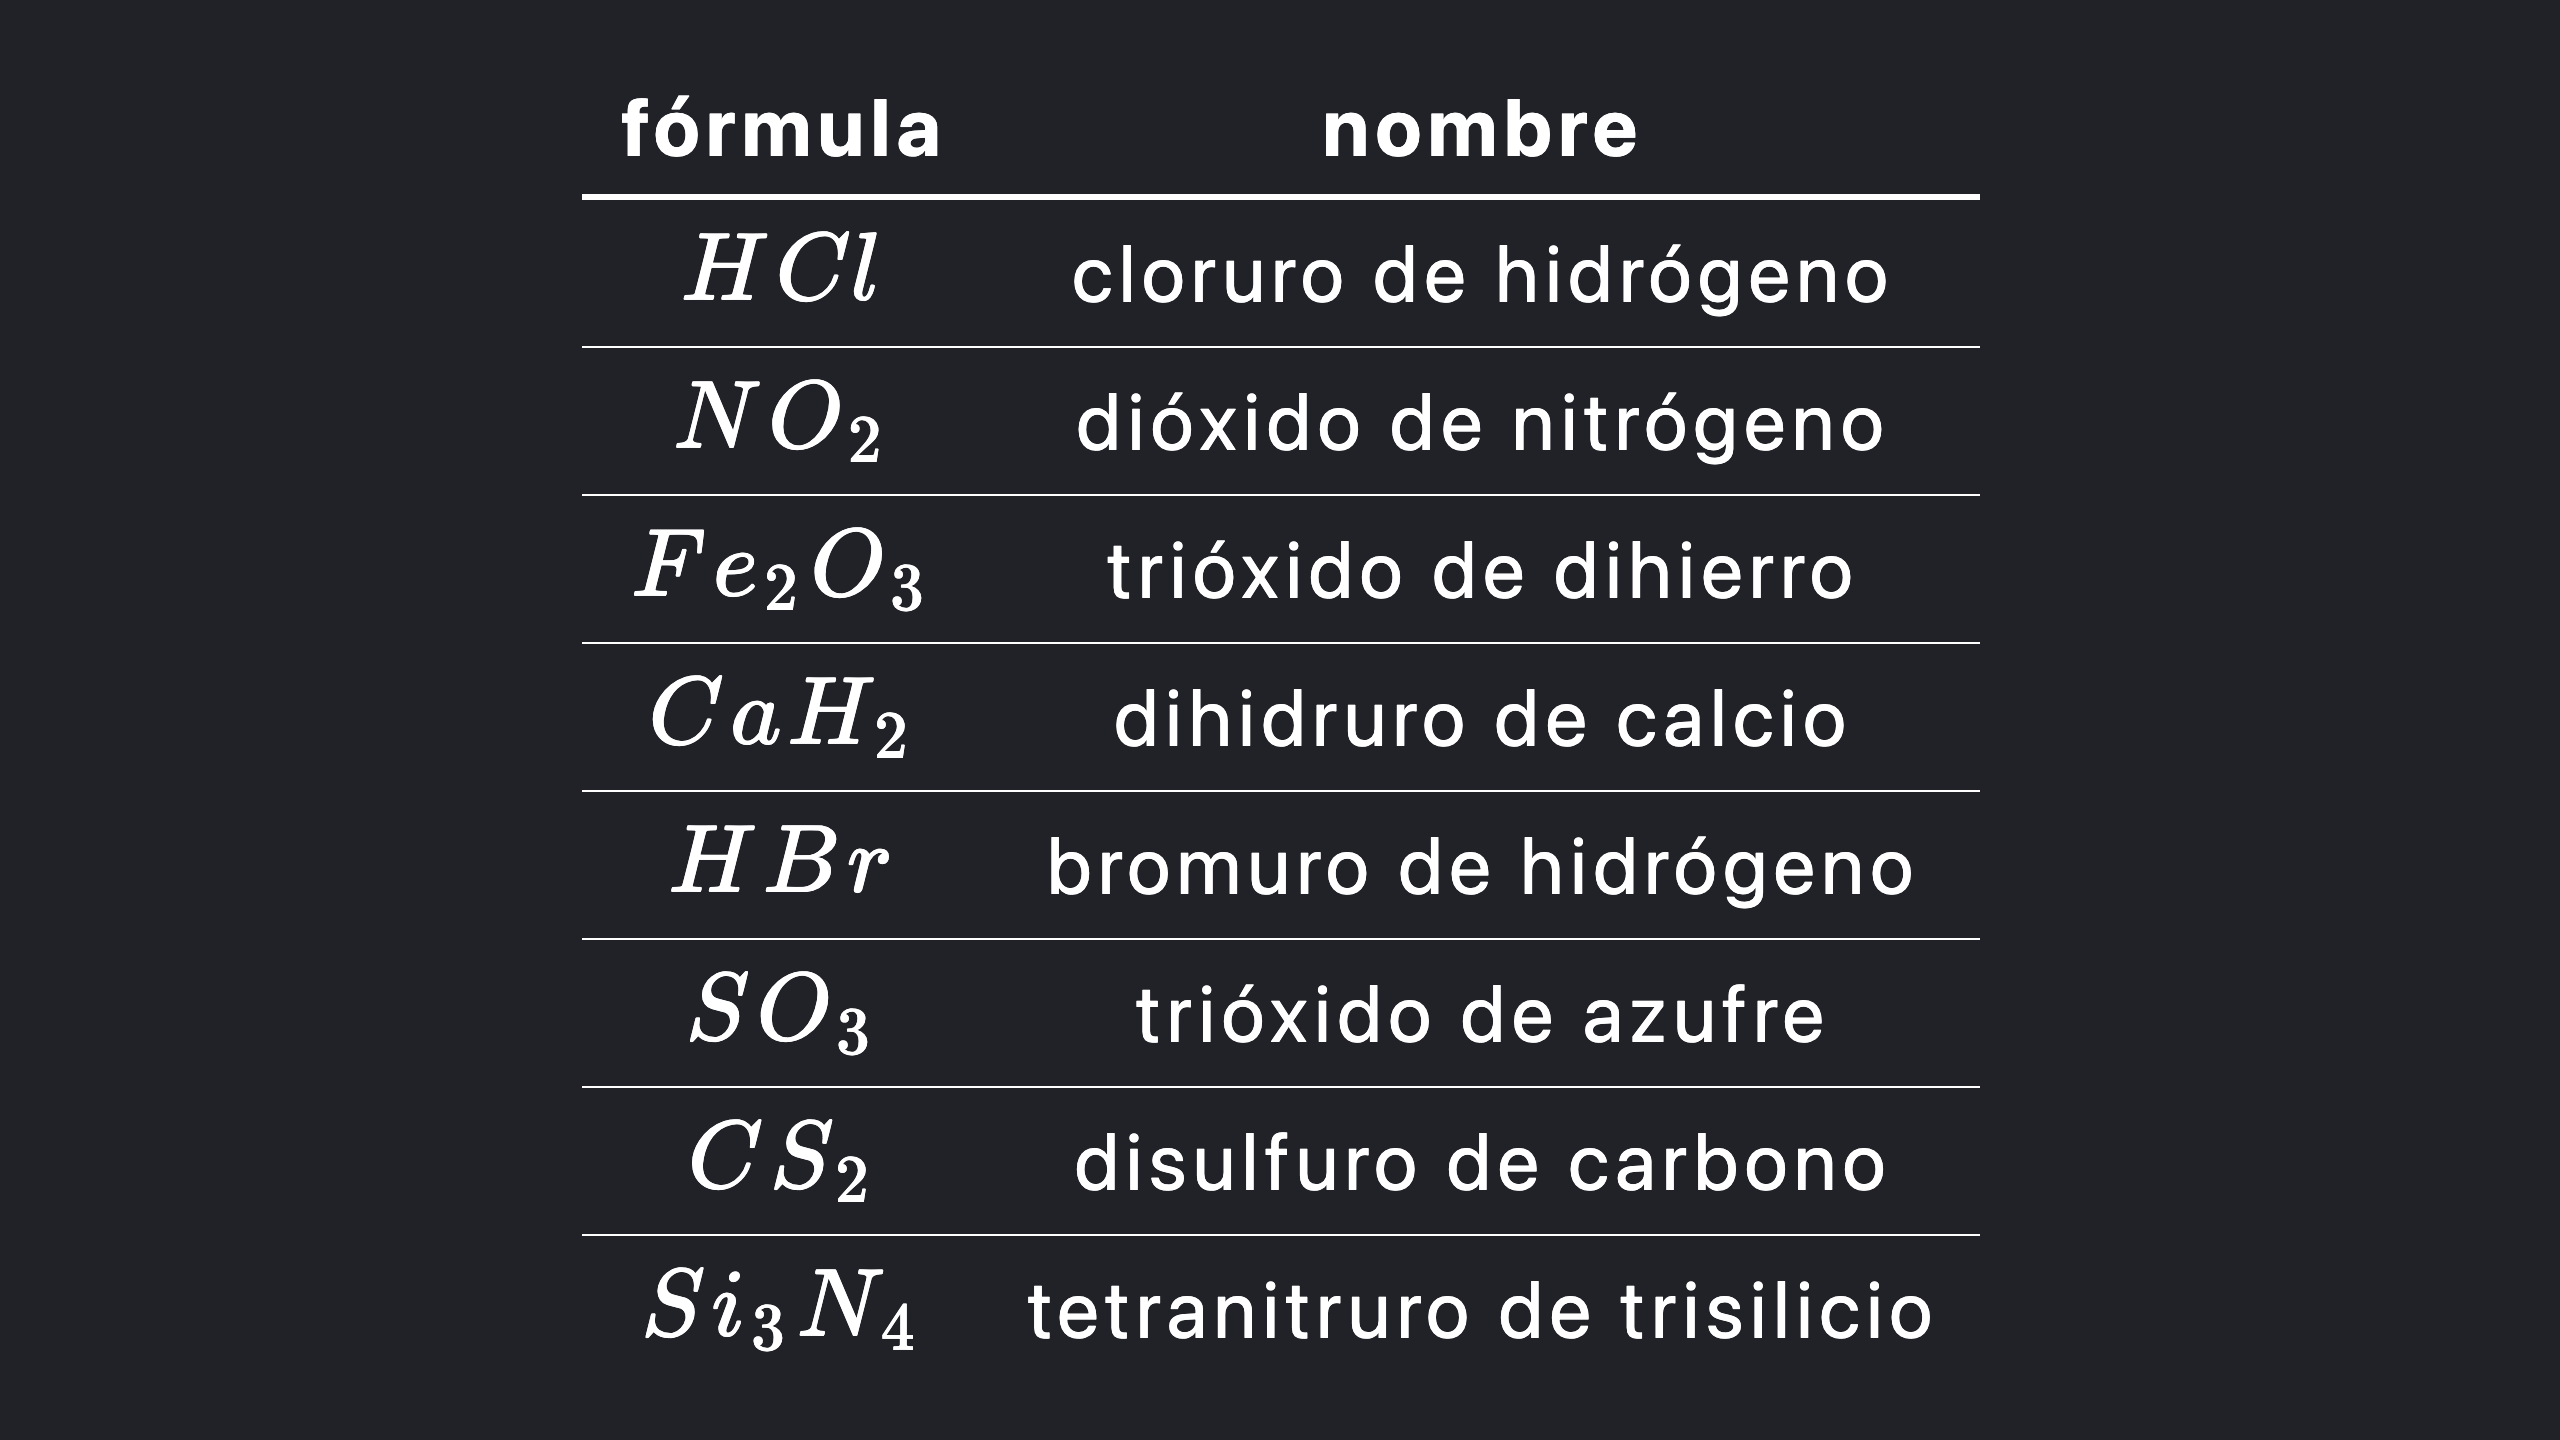 fórmula nombre
HCl cloruro de hidrógeno
NO₂ dióxido de nitrógeno
Fe₂O₃ trióxido de dihierro
CaH₂ dihidruro de calcio
HBr bromuro de hidrógeno
SO₃ trióxido de azufre
CS₂ disulfuro de carbono
Si₃N₄ tetranitruro de trisilicio